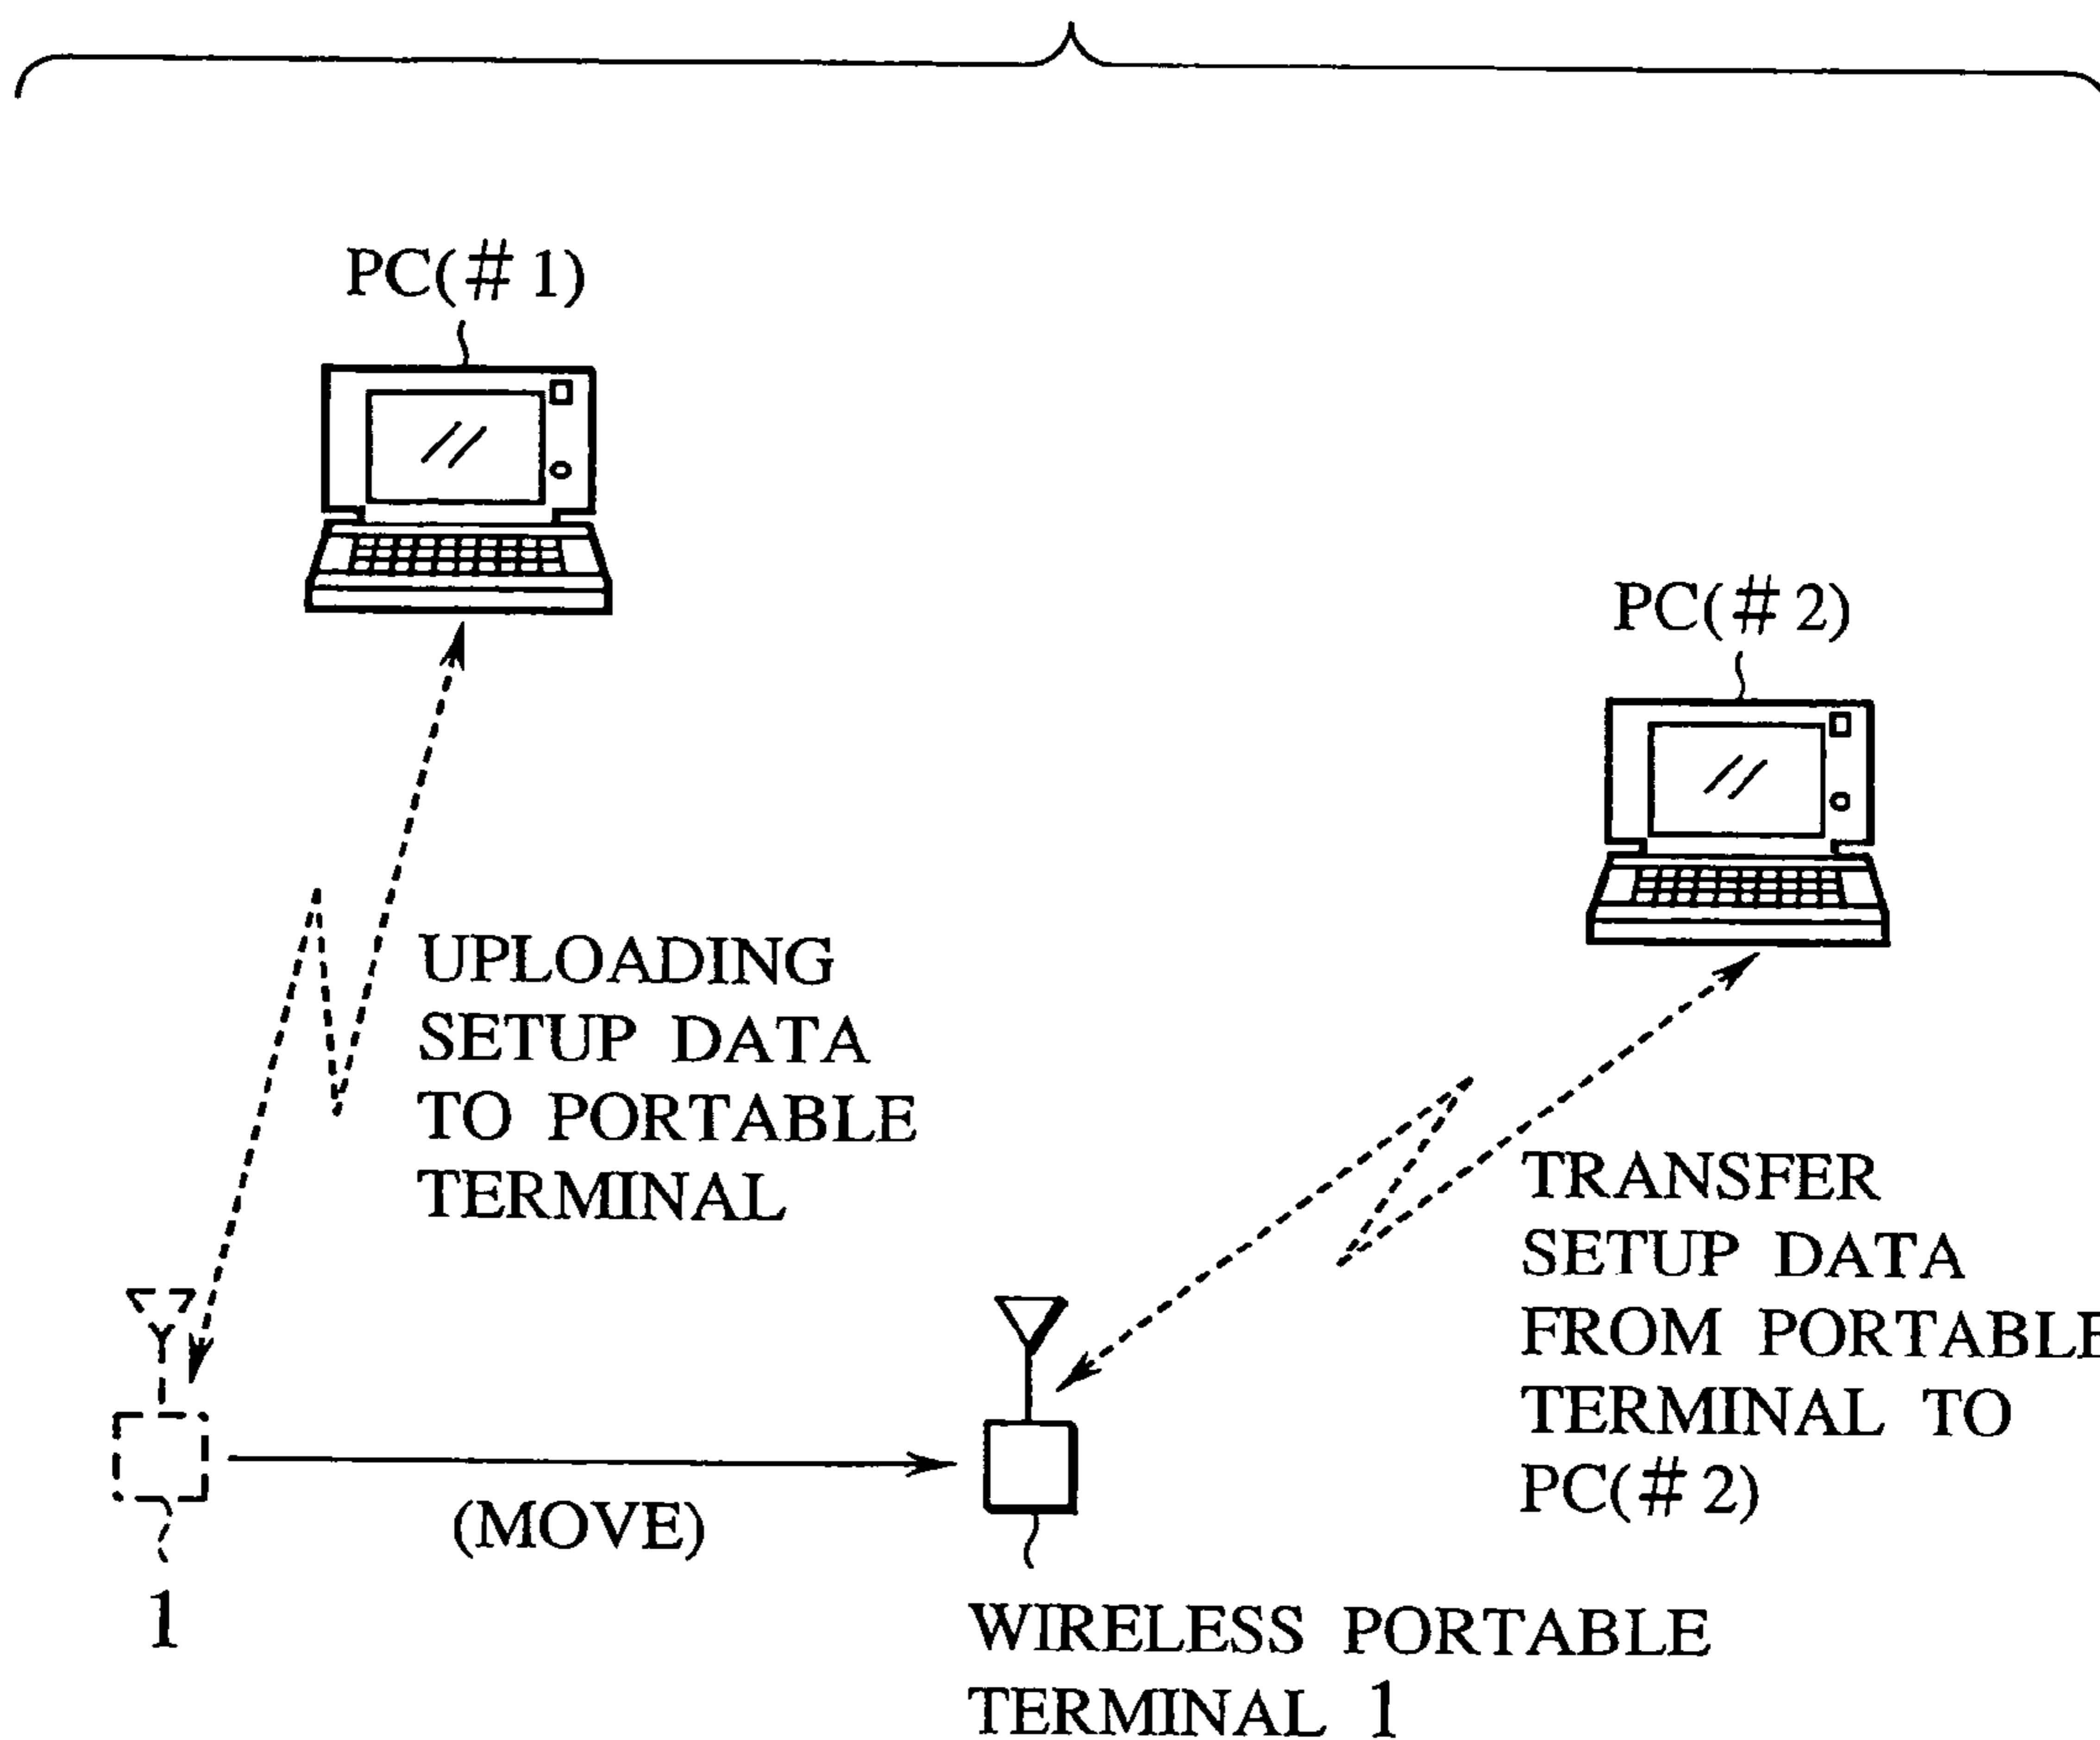 PC(# 1)
PC(# 2)
UPLOADING
SETUP DATA
TO PORTABLE
TERMINAL
TRANSFER
SETUP DATA
FROM PORTABLE
TERMINAL TO
PC(# 2)
(MOVE)
1
WIRELESS PORTABLE
TERMINAL 1